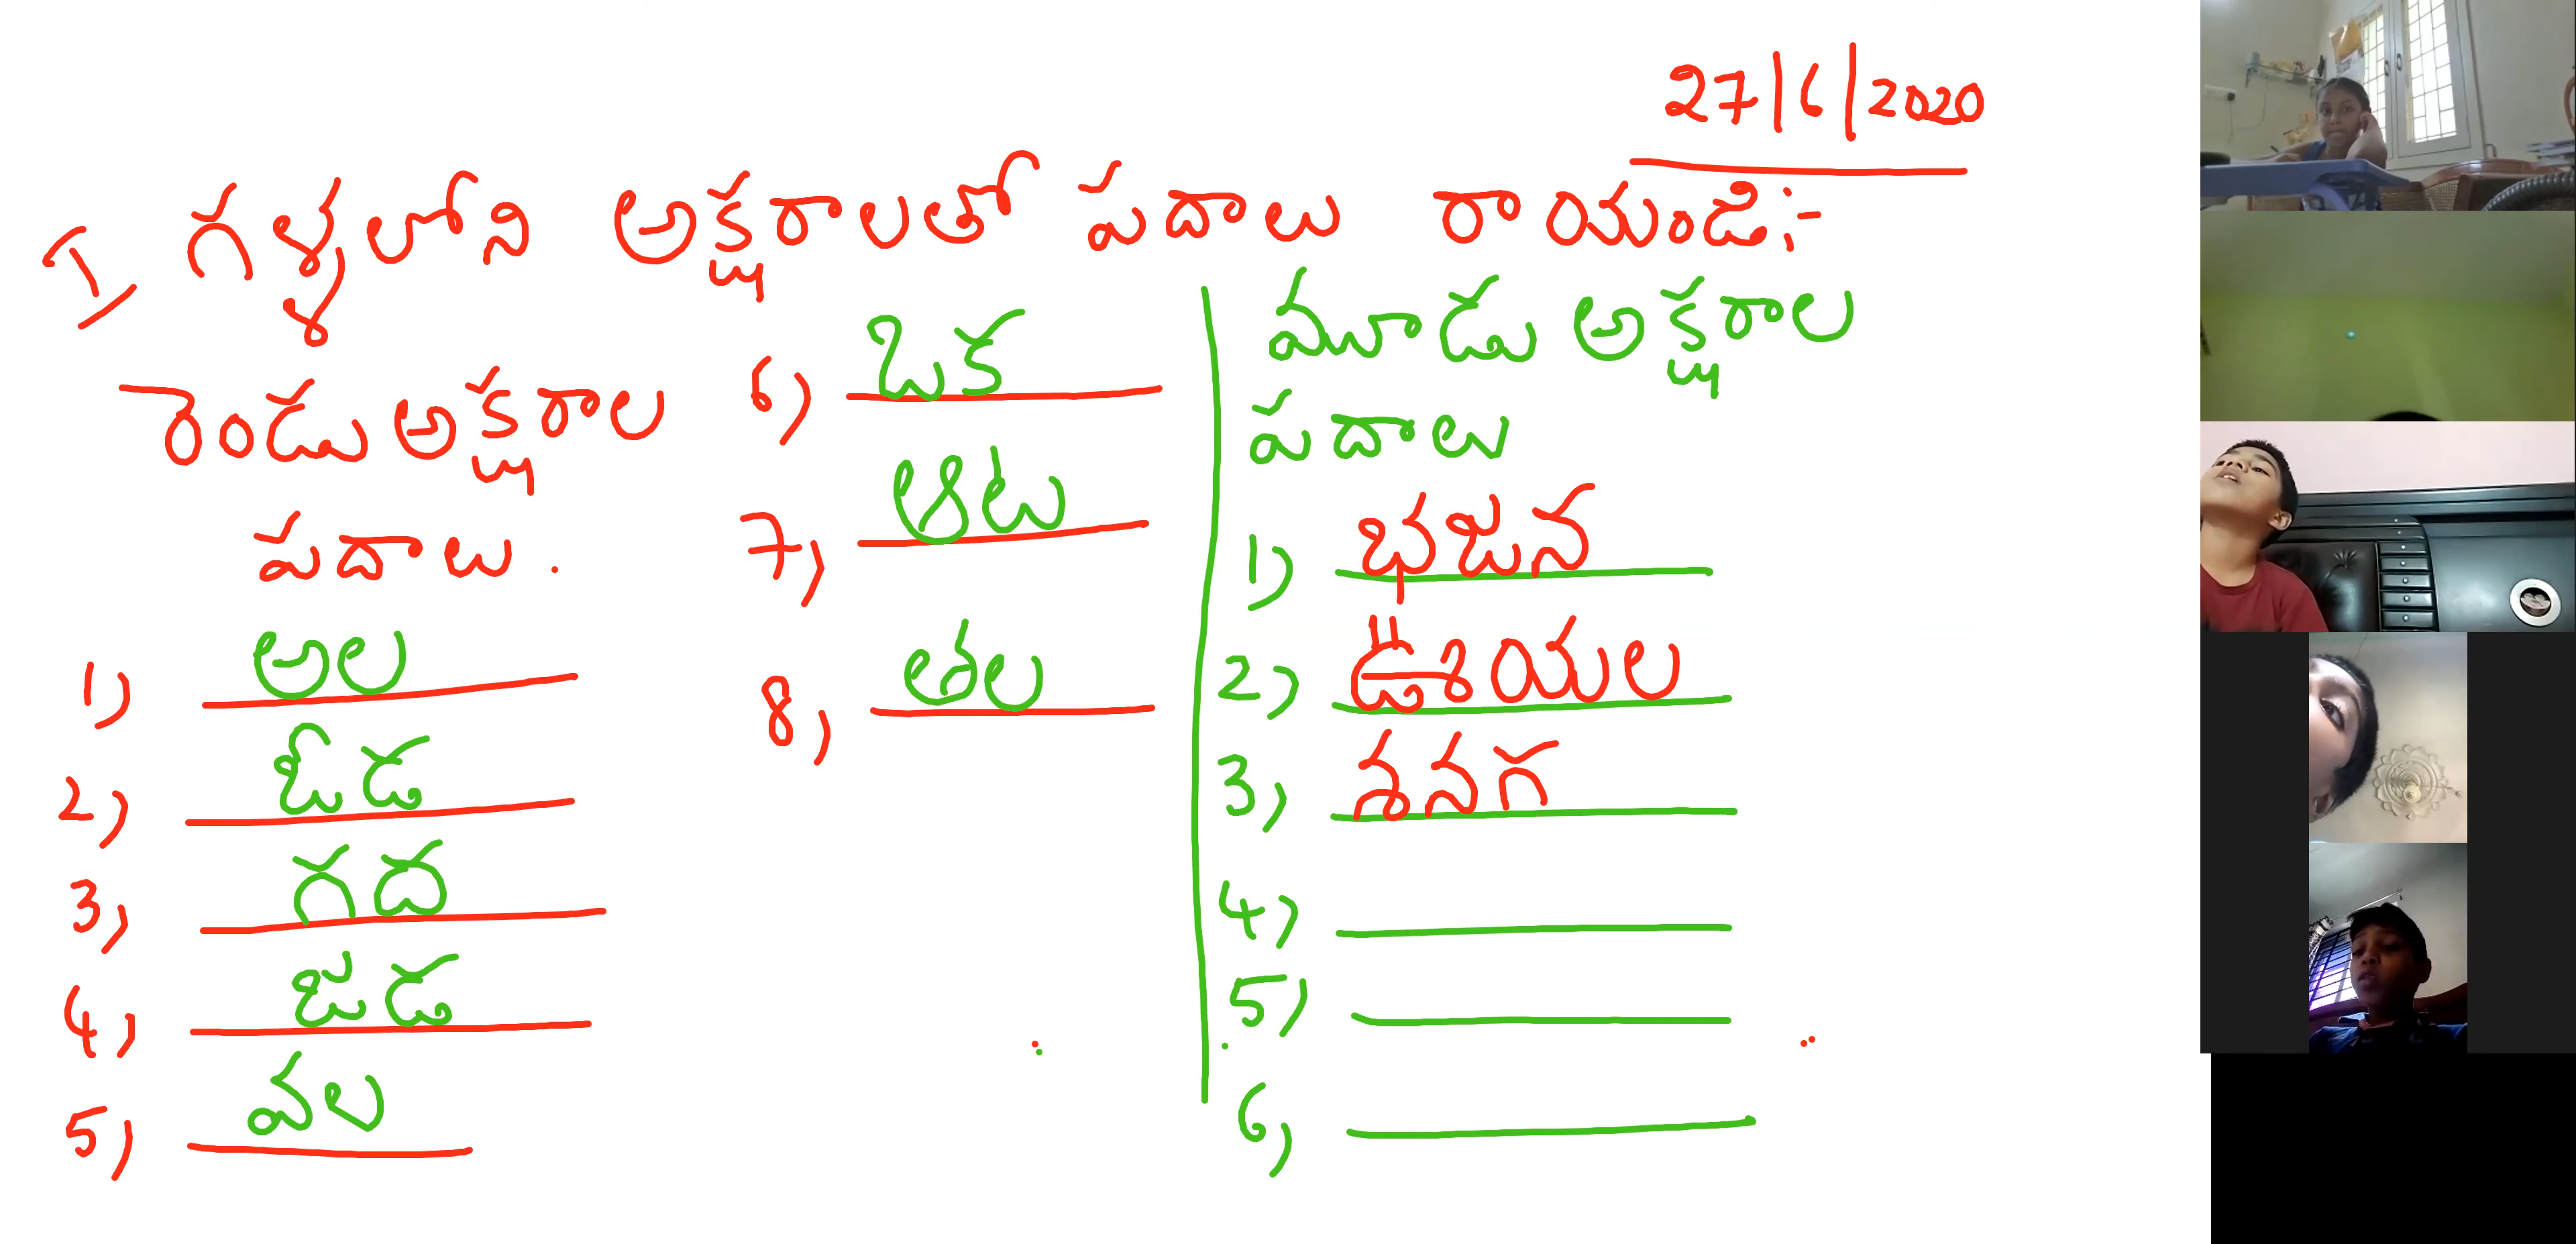 27/6/2020
I గళ్ళలోని అక్షరాలతో పదాలు రాయండి:-
రెండు అక్షరాల
పదాలు.
1) అల
2) ఓడ
3) గద
4) జడ
5) వల
6) ఒక
7) ఆట
8) తల
మూడు అక్షరాల
పదాలు
1) భజన
2) ఊయల
3) శనగ
4)
5)
6)